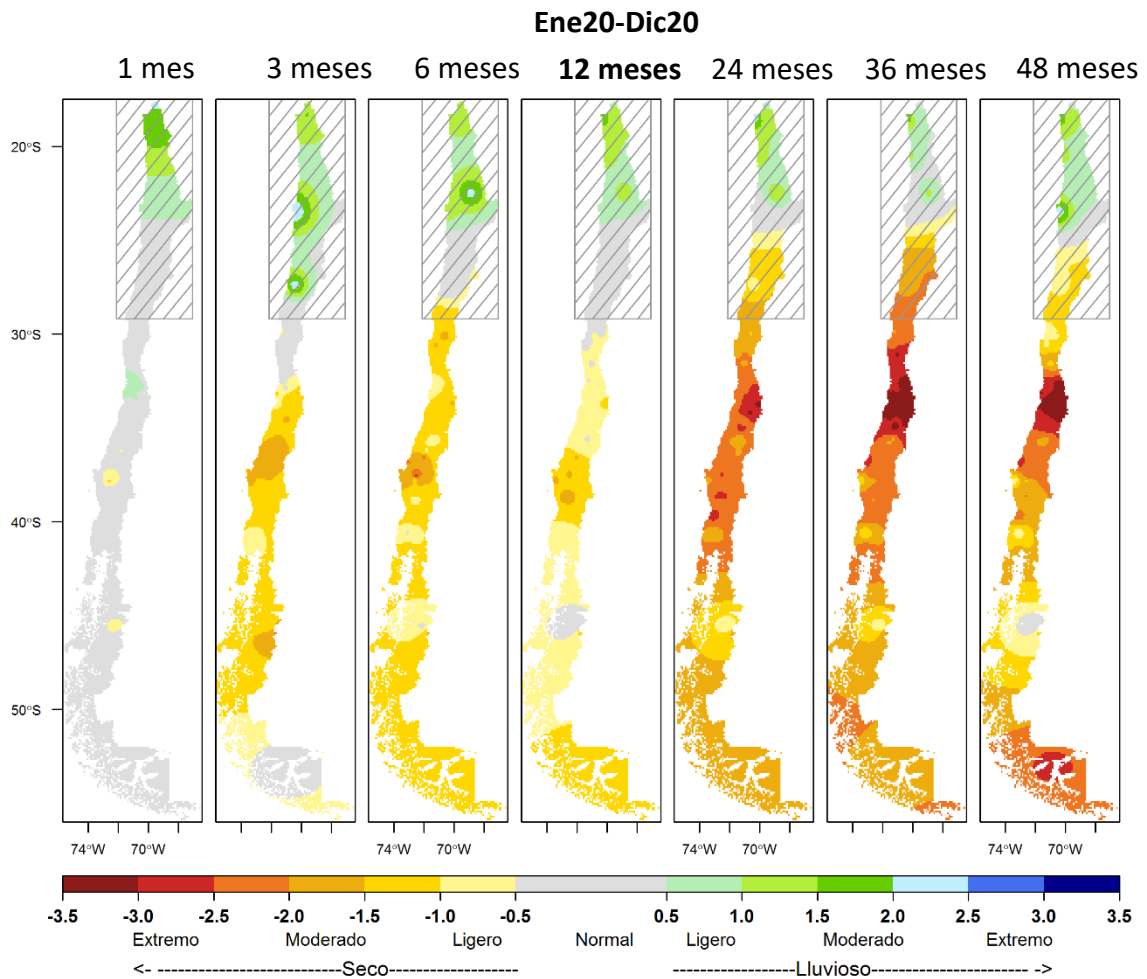 Ene20-Dic20
1 mes 3 meses 6 meses 12 meses 24 meses 36 meses 48 meses
20°S
30°S
40°S
50°S
74°W 70°W 74°W 70°W 74°W 70°W 74°W 70°W
-3.5 -3.0 -2.5 -2.0 -1.5 -1.0 -0.5 0.5 1.0 1.5 2.0 2.5 3.0 3.5
Extremo Moderado Ligero Normal Ligero Moderado Extremo
<- --------------------------Seco------------------ ------------------Lluvioso------------------------ ->